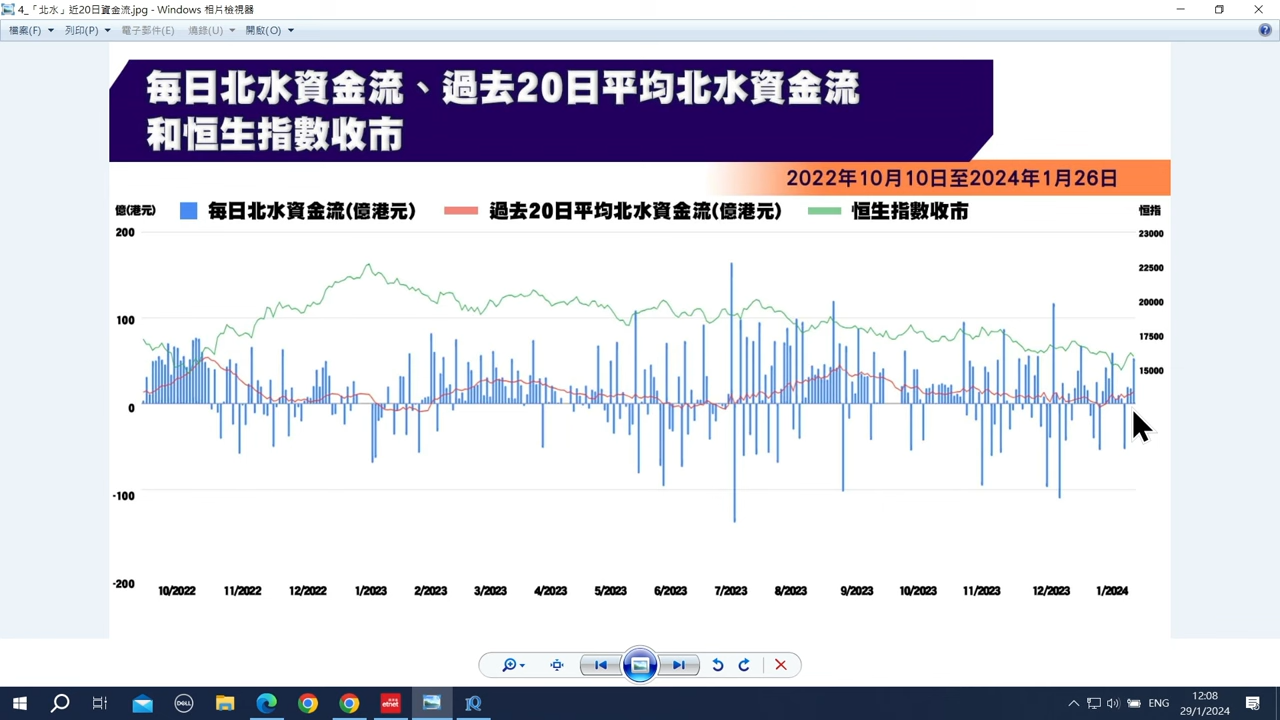 4_「北水」近20日資金流.jpg - Windows 相片檢視器
檔案(F) 列印(P) 電子郵件(E) 燒錄(U) 開啟(O)
每日北水資金流、過去20日平均北水資金流
和恒生指數收市
2022年10月10日至2024年1月26日
億(港元) 每日北水資金流(億港元) 過去20日平均北水資金流(億港元) 恒生指數收市 恒指
200 23000
22500
20000
100 17500
15000
0
-100
-200
10/2022 11/2022 12/2022 1/2023 2/2023 3/2023 4/2023 5/2023 6/2023 7/2023 8/2023 9/2023 10/2023 11/2023 12/2023 1/2024
DELL etnet IQ ENG 12:08
29/1/2024